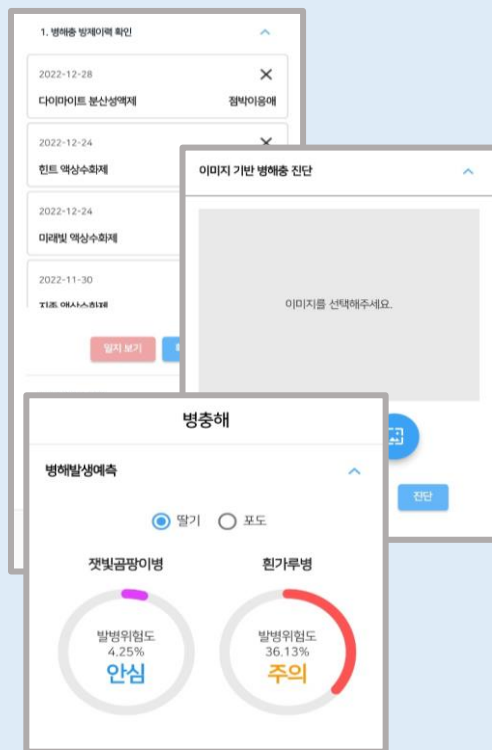 1. 병해충 방제이력 확인
2022-12-28
다이마이트 분산성액제 점박이응애
2022-12-24
힌트 액상수화제
2022-12-24
미래빛 액상수화제
2022-11-30
일지 보기
이미지 기반 병해충 진단
이미지를 선택해주세요.
진단
병충해
병해발생예측
딸기 포도
잿빛곰팡이병 흰가루병
발병위험도 발병위험도
4.25% 36.13%
안심 주의